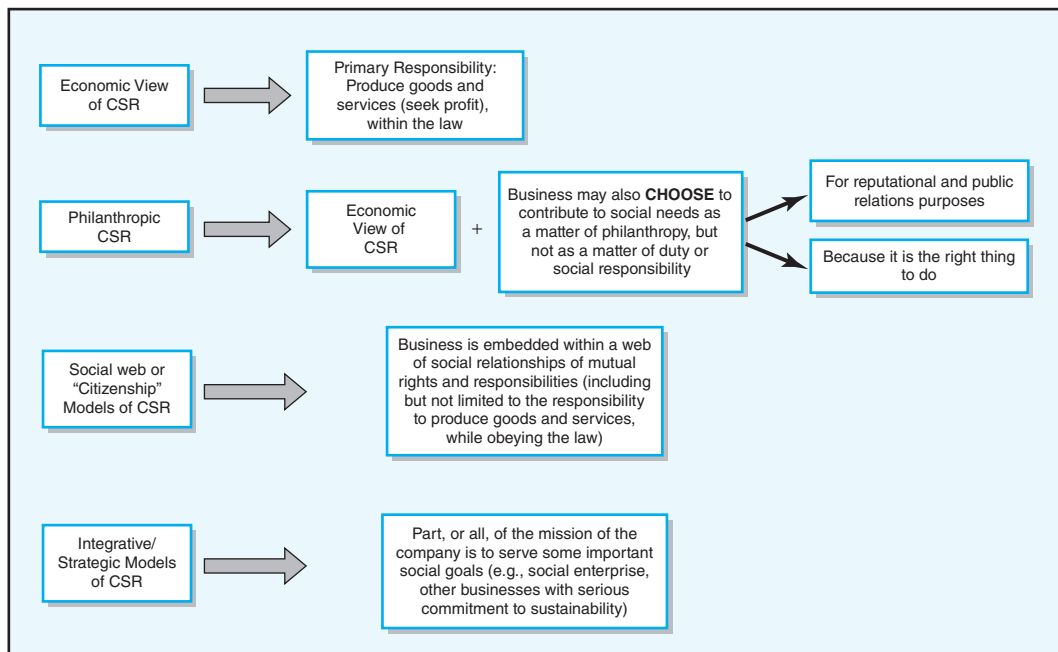 Economic View
of CSR
Primary Responsibility:
Produce goods and
services (seek profit),
within the law
Philanthropic
CSR
Economic
View of
CSR
+
Business may also CHOOSE to
contribute to social needs as
a matter of philanthropy, but
not as a matter of duty or
social responsibility
For reputational and public
relations purposes
Because it is the right thing
to do
Social web or
“Citizenship”
Models of CSR
Business is embedded within a web
of social relationships of mutual
rights and responsibilities (including
but not limited to the responsibility
to produce goods and services,
while obeying the law)
Integrative/
Strategic Models
of CSR
Part, or all, of the mission of the
company is to serve some important
social goals (e.g., social enterprise,
other businesses with serious
commitment to sustainability)